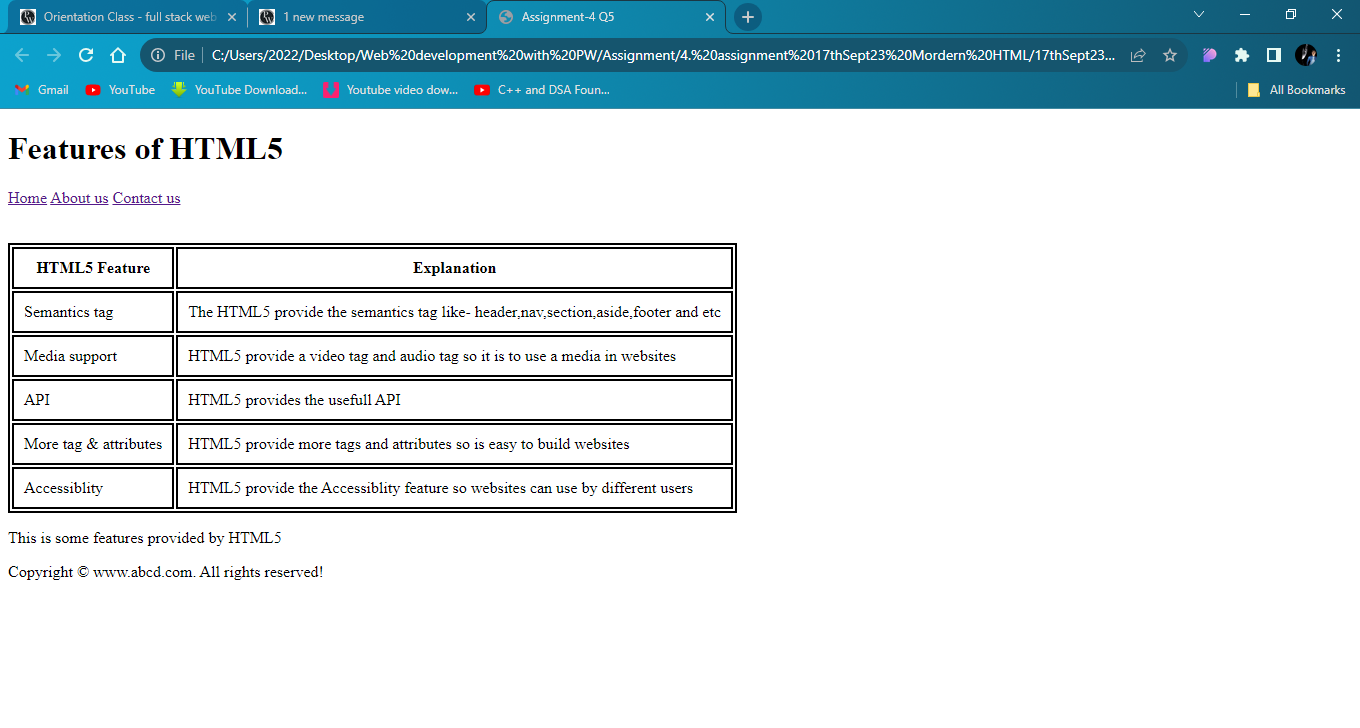 Orientation Class - full stack web
1 new message
Assignment-4 Q5
File
C:/Users/2022/Desktop/Web%20development%20with%20PW/Assignment/4.%20assignment%2017thSept23%20Mordern%20HTML/17thSept23...
Gmail
YouTube
YouTube Download...
Youtube video dow...
C++ and DSA Foun...
All Bookmarks
Features of HTML5
Home About us Contact us
HTML5 Feature
Explanation
Semantics tag
The HTML5 provide the semantics tag like- header,nav,section,aside,footer and etc
Media support
HTML5 provide a video tag and audio tag so it is to use a media in websites
API
HTML5 provides the usefull API
More tag & attributes
HTML5 provide more tags and attributes so is easy to build websites
Accessiblity
HTML5 provide the Accessiblity feature so websites can use by different users
This is some features provided by HTML5
Copyright © www.abcd.com. All rights reserved!